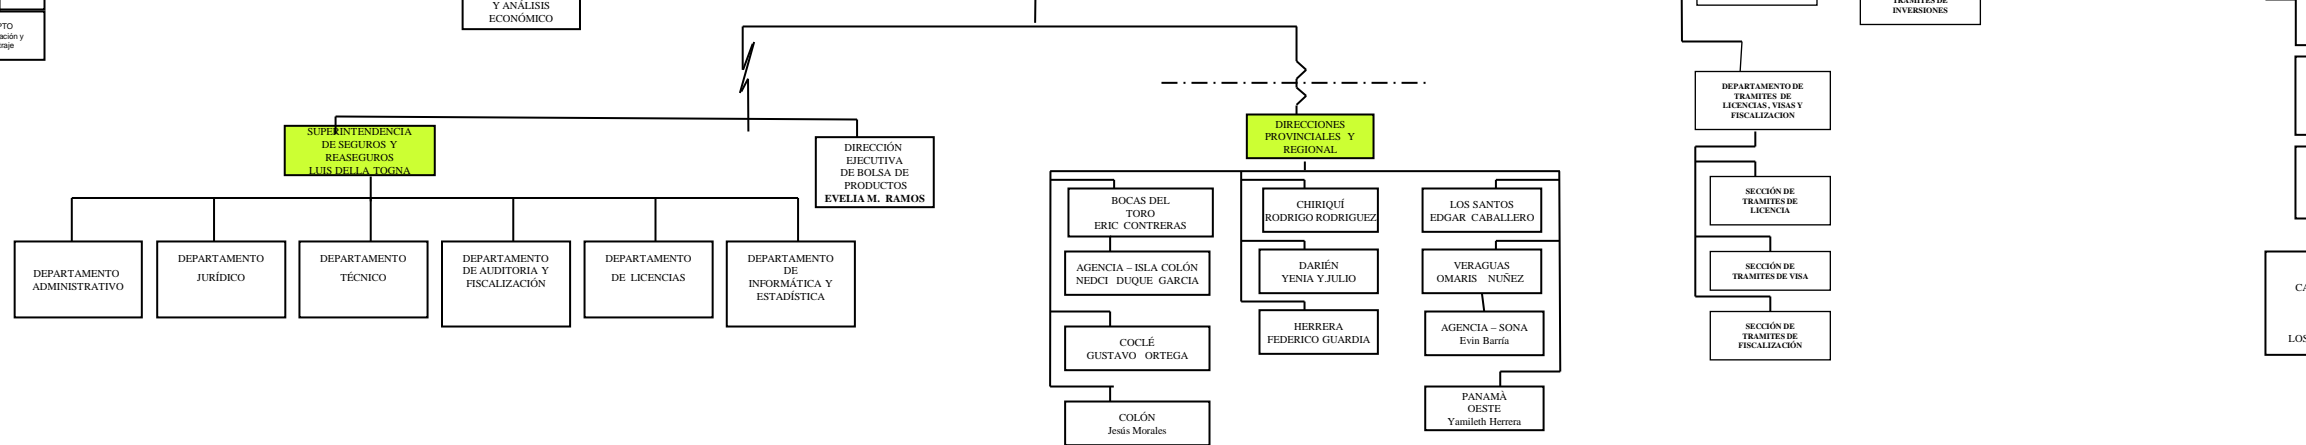 PTO
ación y
traje
Y ANÁLISIS
ECONÓMICO
TRAMITES DE
INVERSIONES
SUPERINTENDENCIA
DE SEGUROS Y
REASEGUROS
LUIS DELLA TOGNA
DIRECCIÓN
EJECUTIVA
DE BOLSA DE
PRODUCTOS
EVELIA M. RAMOS
DEPARTAMENTO
ADMINISTRATIVO
DEPARTAMENTO
JURÍDICO
DEPARTAMENTO
TÉCNICO
DEPARTAMENTO
DE AUDITORIA Y
FISCALIZACIÓN
DEPARTAMENTO
DE LICENCIAS
DEPARTAMENTO
DE
INFORMÁTICA Y
ESTADÍSTICA
DIRECCIONES
PROVINCIALES Y
REGIONAL
BOCAS DEL
TORO
ERIC CONTRERAS
AGENCIA – ISLA COLÓN
NEDCI DUQUE GARCIA
COCLÉ
GUSTAVO ORTEGA
COLÓN
Jesús Morales
CHIRIQUÍ
RODRIGO RODRIGUEZ
DARIÉN
YENIA Y.JULIO
HERRERA
FEDERICO GUARDIA
LOS SANTOS
EDGAR CABALLERO
VERAGUAS
OMARIS NUÑEZ
AGENCIA – SONA
Evin Barría
PANAMÀ
OESTE
Yamileth Herrera
DEPARTAMENTO DE
TRAMITES DE
LICENCIAS, VISAS Y
FISCALIZACION
SECCIÓN DE
TRAMITES DE
LICENCIA
SECCIÓN DE
TRAMITES DE VISA
SECCIÓN DE
TRAMITES DE
FISCALIZACIÓN
CA
LOS